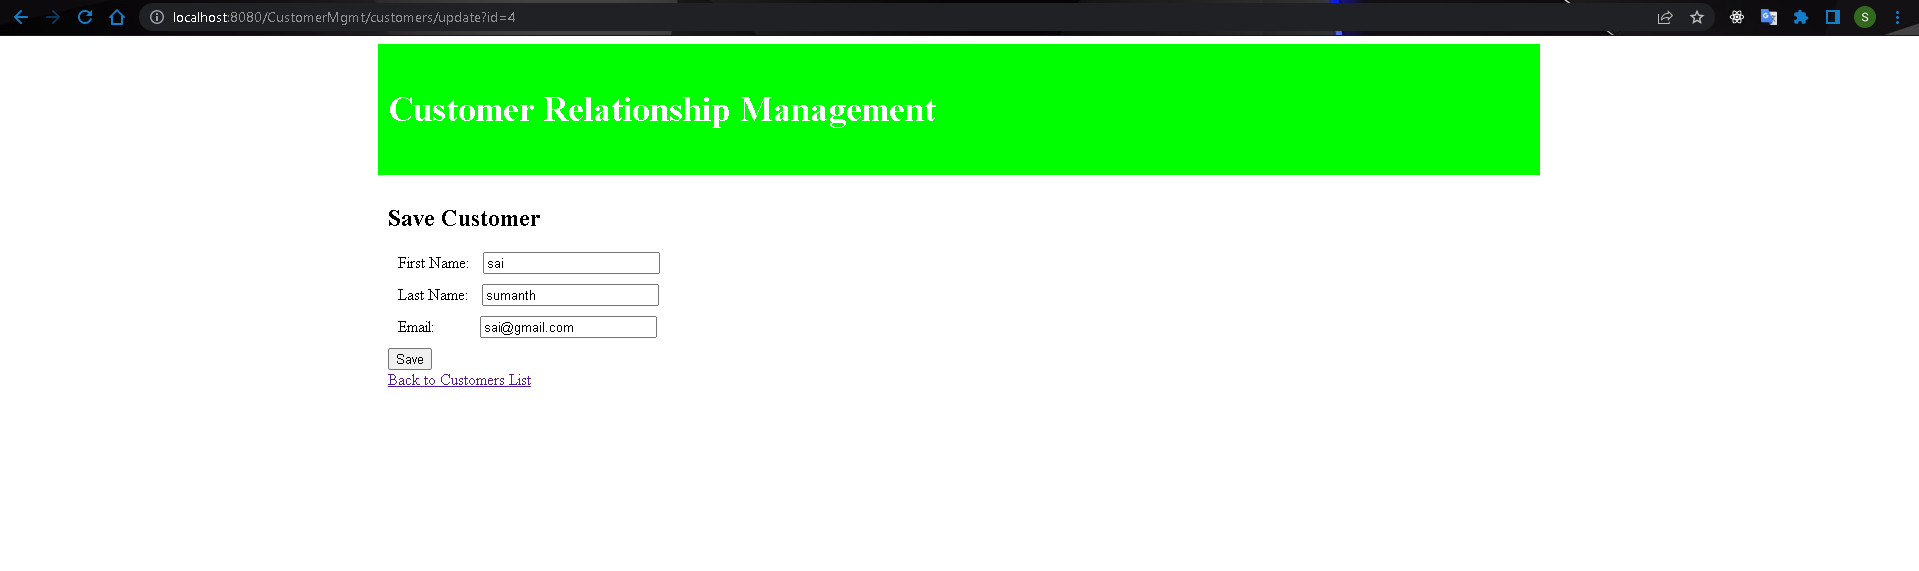 localhost:8080/CustomerMgmt/customers/update?id=4
S
Customer Relationship Management
Save Customer
First Name: sai
Last Name: sumanth
Email: sai@gmail.com
Save
Back to Customers List